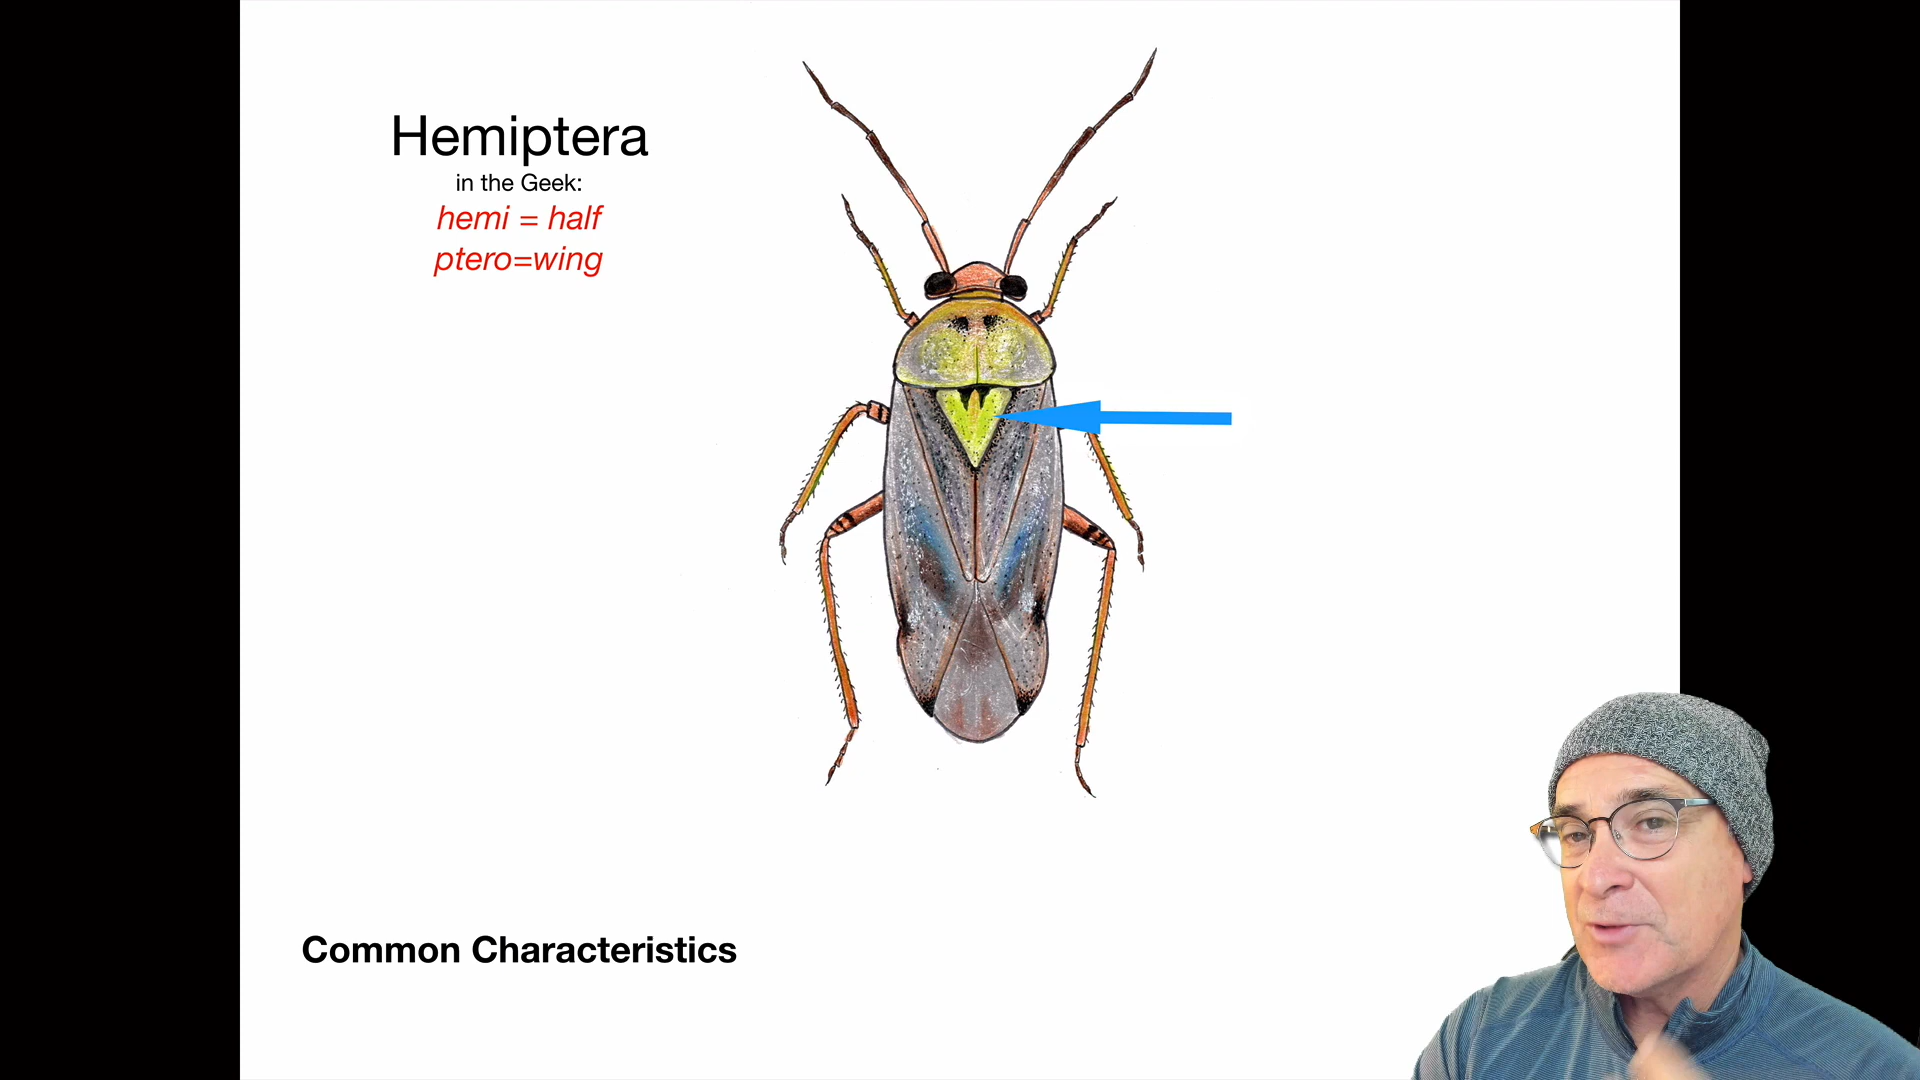 Hemiptera
in the Geek:
hemi = half
ptero=wing
Common Characteristics